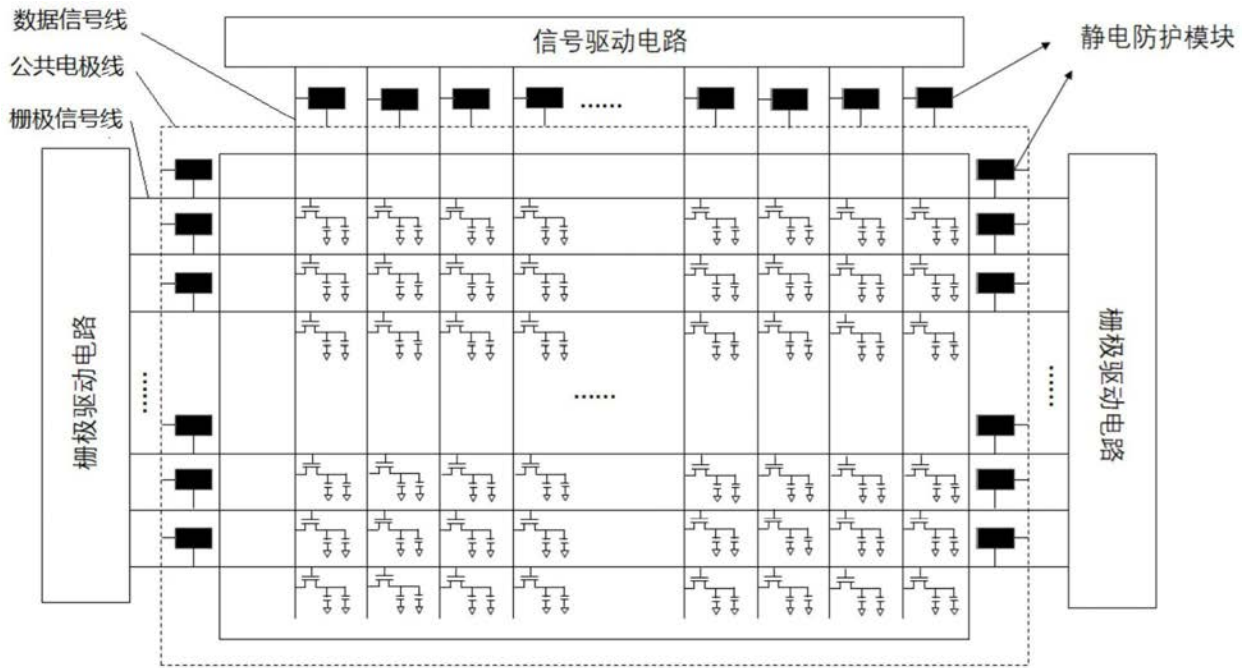 数据信号线
信号驱动电路
静电防护模块
公共电极线
栅极信号线
......
栅极驱动电路
......
......
......
栅极驱动电路